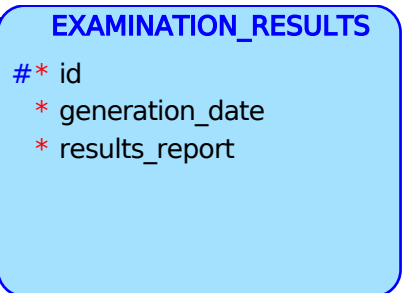 EXAMINATION_RESULTS
#* id
* generation_date
* results_report